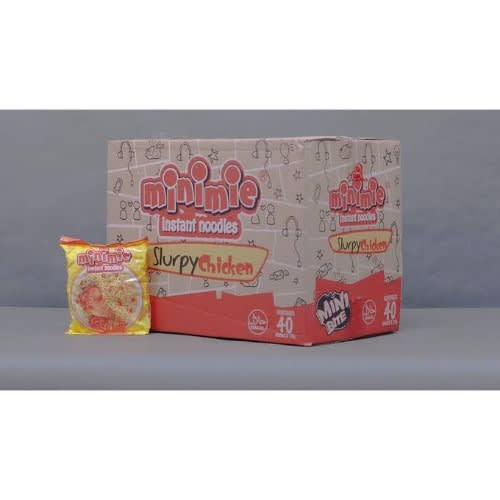 minimie
instant noodles
Slurpy Chicken
40
minimie
instant noodles
Slurpy Chicken
MINI
BITE
40
minimie
instant noodles